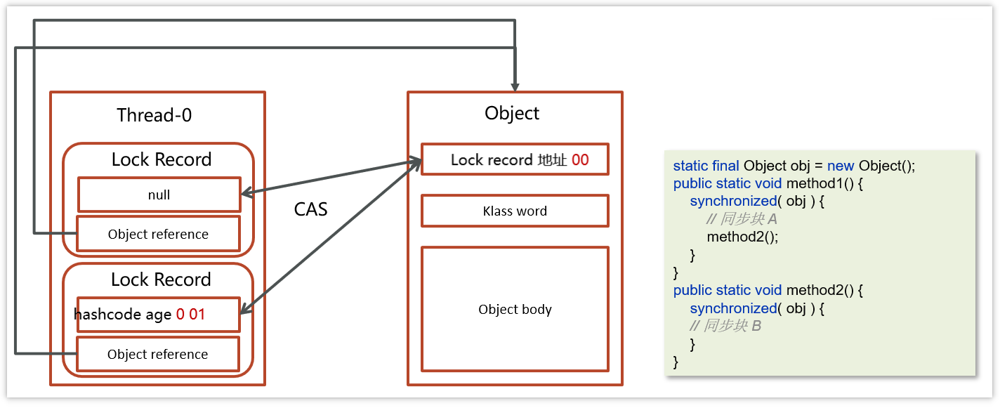 Thread-0
Lock Record
null
Object reference
Lock Record
hashcode age 0 01
Object reference
CAS
Object
Lock record 地址 00
Klass word
Object body
static final Object obj = new Object();
public static void method1() {
synchronized( obj ) {
// 同步块 A
method2();
}
}
public static void method2() {
synchronized( obj ) {
// 同步块 B
}
}